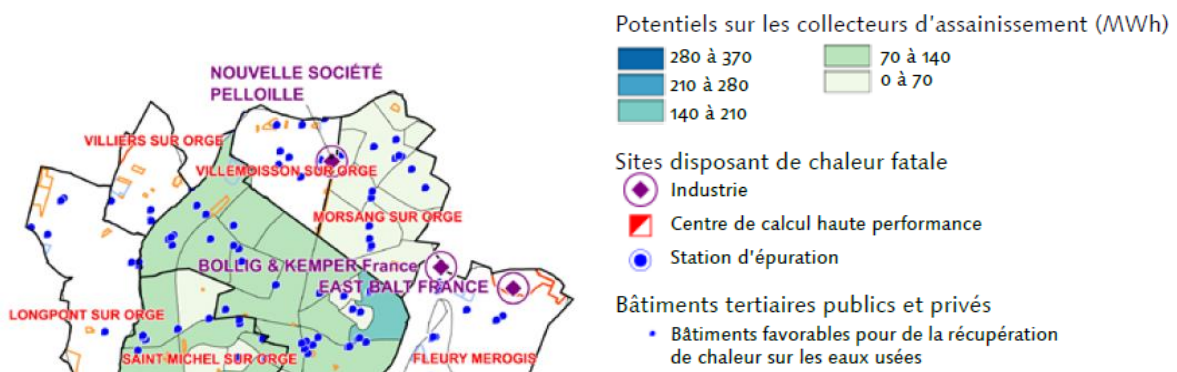 NOUVELLE SOCIÉTÉ
PELLOILLE
VILLIERS SUR ORGE
VILLEMOISSON SUR ORGE
MORSANG SUR ORGE
BOLLIG & KEMPER France
EAST BALT FRANCE
LONGPONT SUR ORGE
SAINT-MICHEL SUR ORGE
FLEURY MEROGIS
Potentiels sur les collecteurs d'assainissement (MWh)
280 à 370
210 à 280
140 à 210
70 à 140
0 à 70
Sites disposant de chaleur fatale
Industrie
Centre de calcul haute performance
Station d'épuration
Bâtiments tertiaires publics et privés
Bâtiments favorables pour de la récupération
de chaleur sur les eaux usées